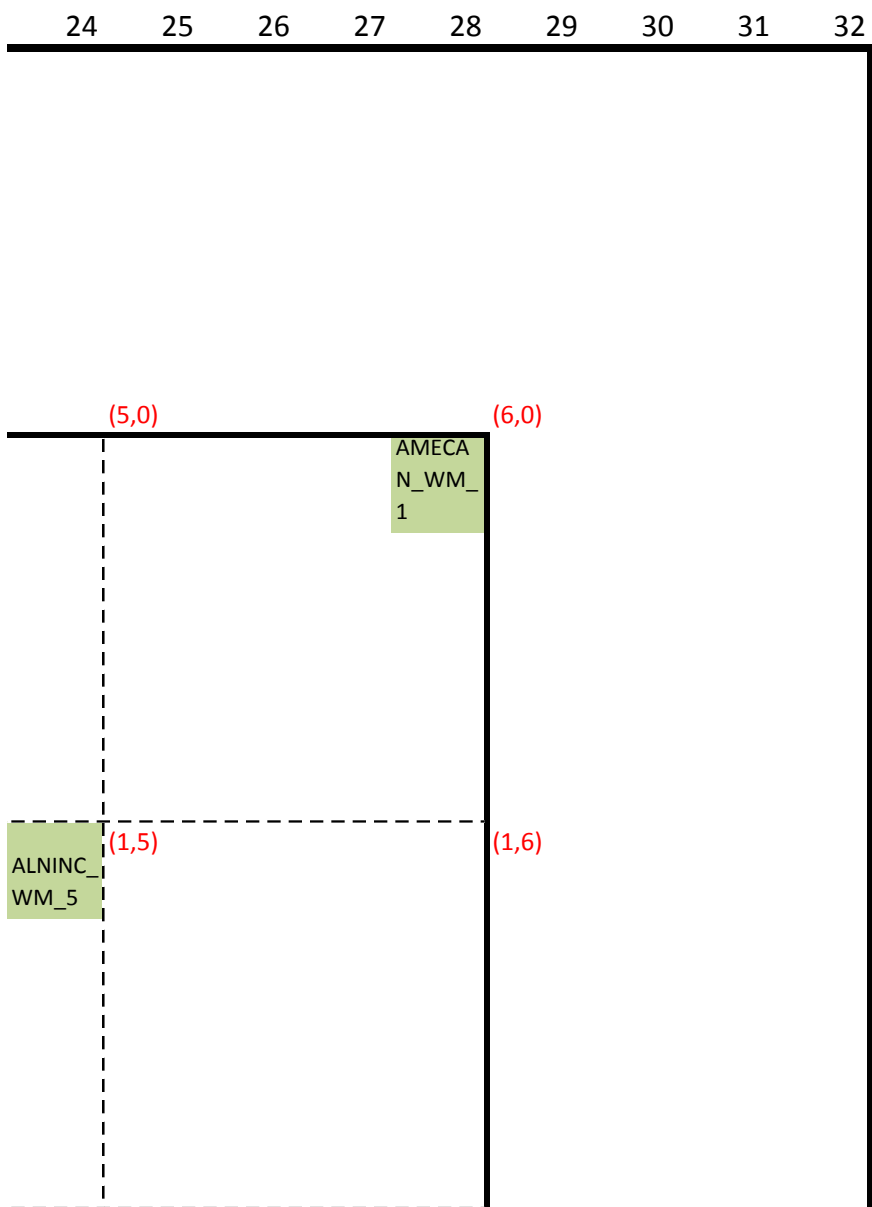 24 25 26 27 28 29 30 31 32
(5,0) (6,0)
AMECA
N_WM_
1
(1,5) (1,6)
ALNINC_
WM_5